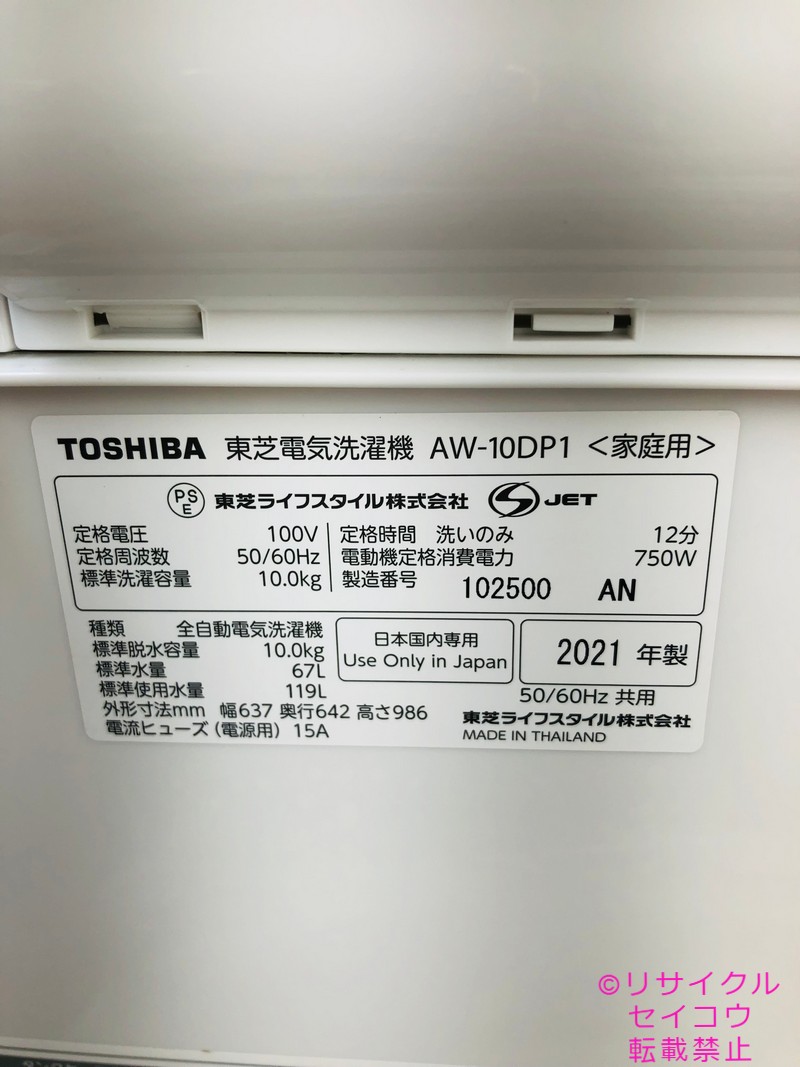 TOSHIBA 東芝電気洗濯機 AW-10DP1 <家庭用>
PS E 東芝ライフスタイル株式会社 S JET
定格電圧 100V
定格周波数 50/60Hz
標準洗濯容量 10.0kg
定格時間 洗いのみ 12分
電動機定格消費電力 750W
製造番号 102500 AN
種類 全自動電気洗濯機
標準脱水容量 10.0kg
標準水量 67L
標準使用水量 119L
外形寸法mm 幅637 奥行642 高さ986
電流ヒューズ(電源用) 15A
日本国内専用
Use Only in Japan
2021 年製
50/60Hz 共用
東芝ライフスタイル株式会社
MADE IN THAILAND
©リサイクル
セイコウ
転載禁止